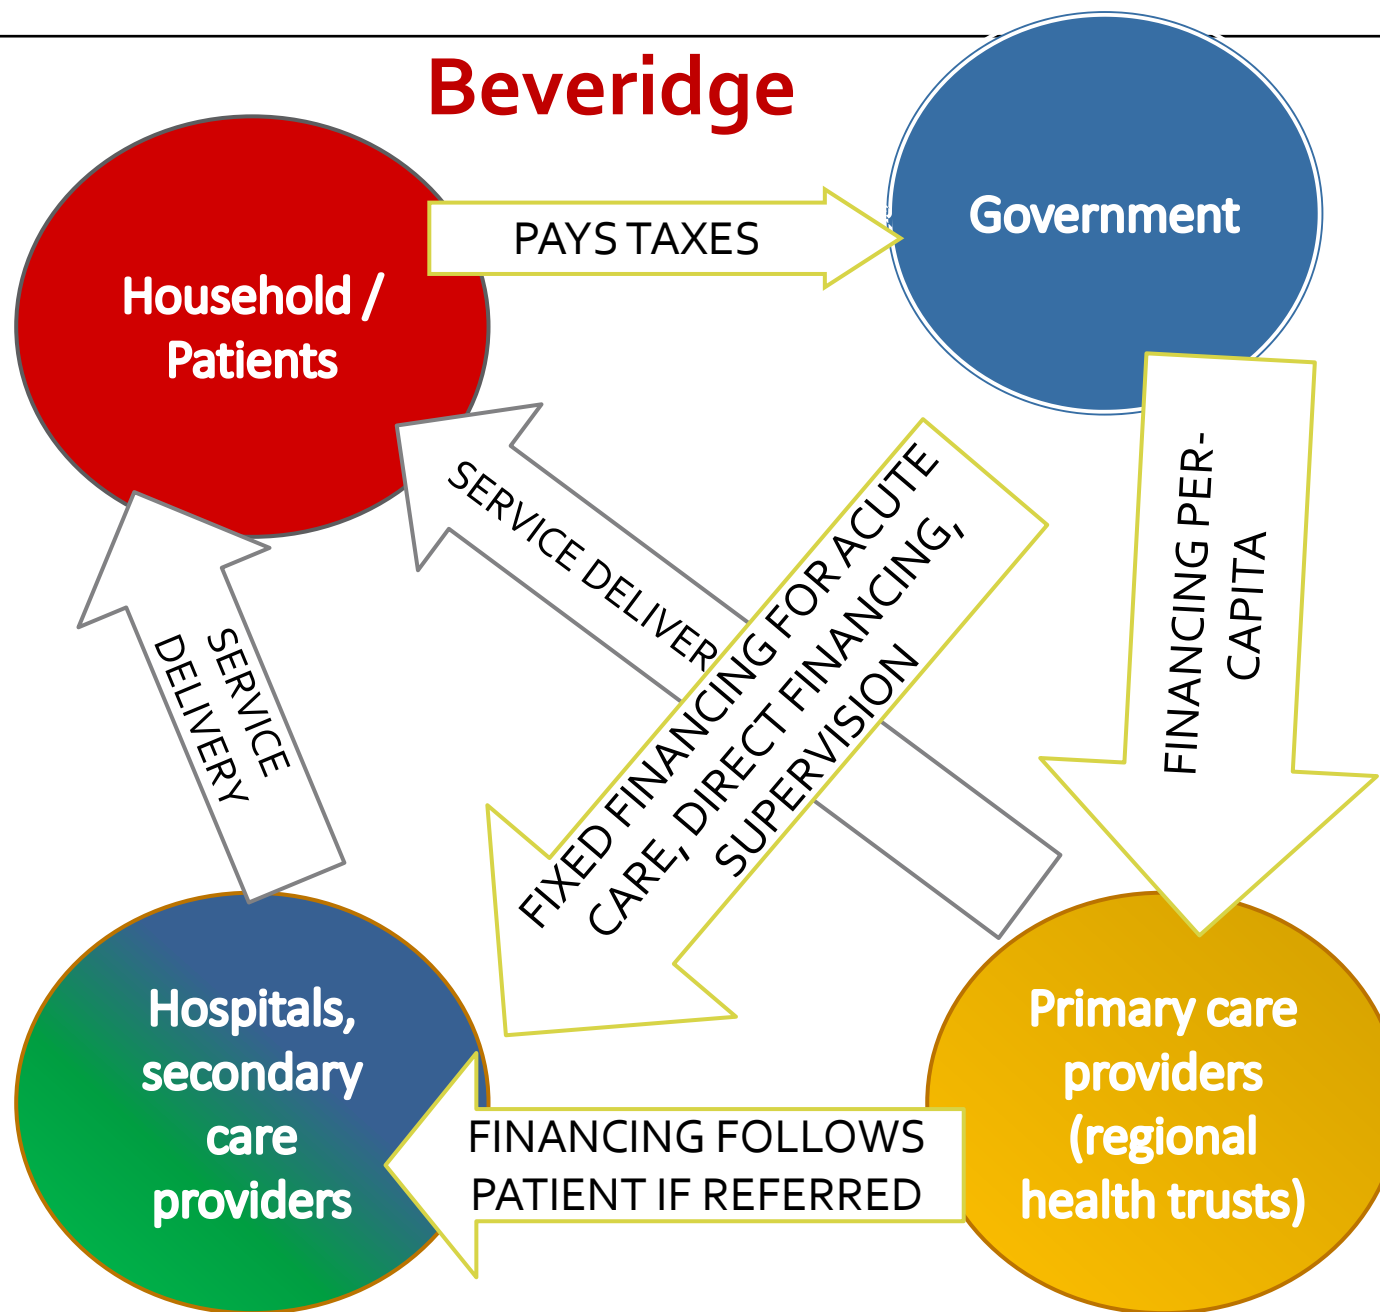 Beveridge
Government
PAYS TAXES
Household /
Patients
SERVICE DELIVER
FIXED FINANCING FOR ACUTE
CARE, DIRECT FINANCING,
SUPERVISION
FINANCING PER-
CAPITA
SERVICE
DELIVERY
Hospitals,
secondary
care
providers
Primary care
providers
(regional
health trusts)
FINANCING FOLLOWS
PATIENT IF REFERRED